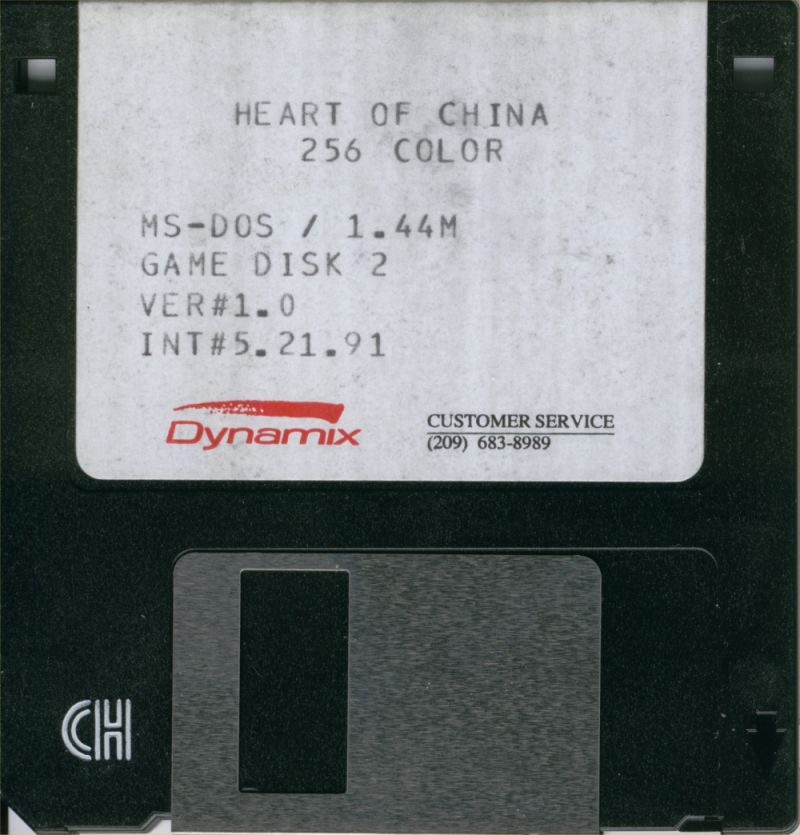 HEART OF CHINA
256 COLOR
MS-DOS / 1.44M
GAME DISK 2
VER#1.0
INT#5.21.91
Dynamix
CUSTOMER SERVICE
(209) 683-8989
CH